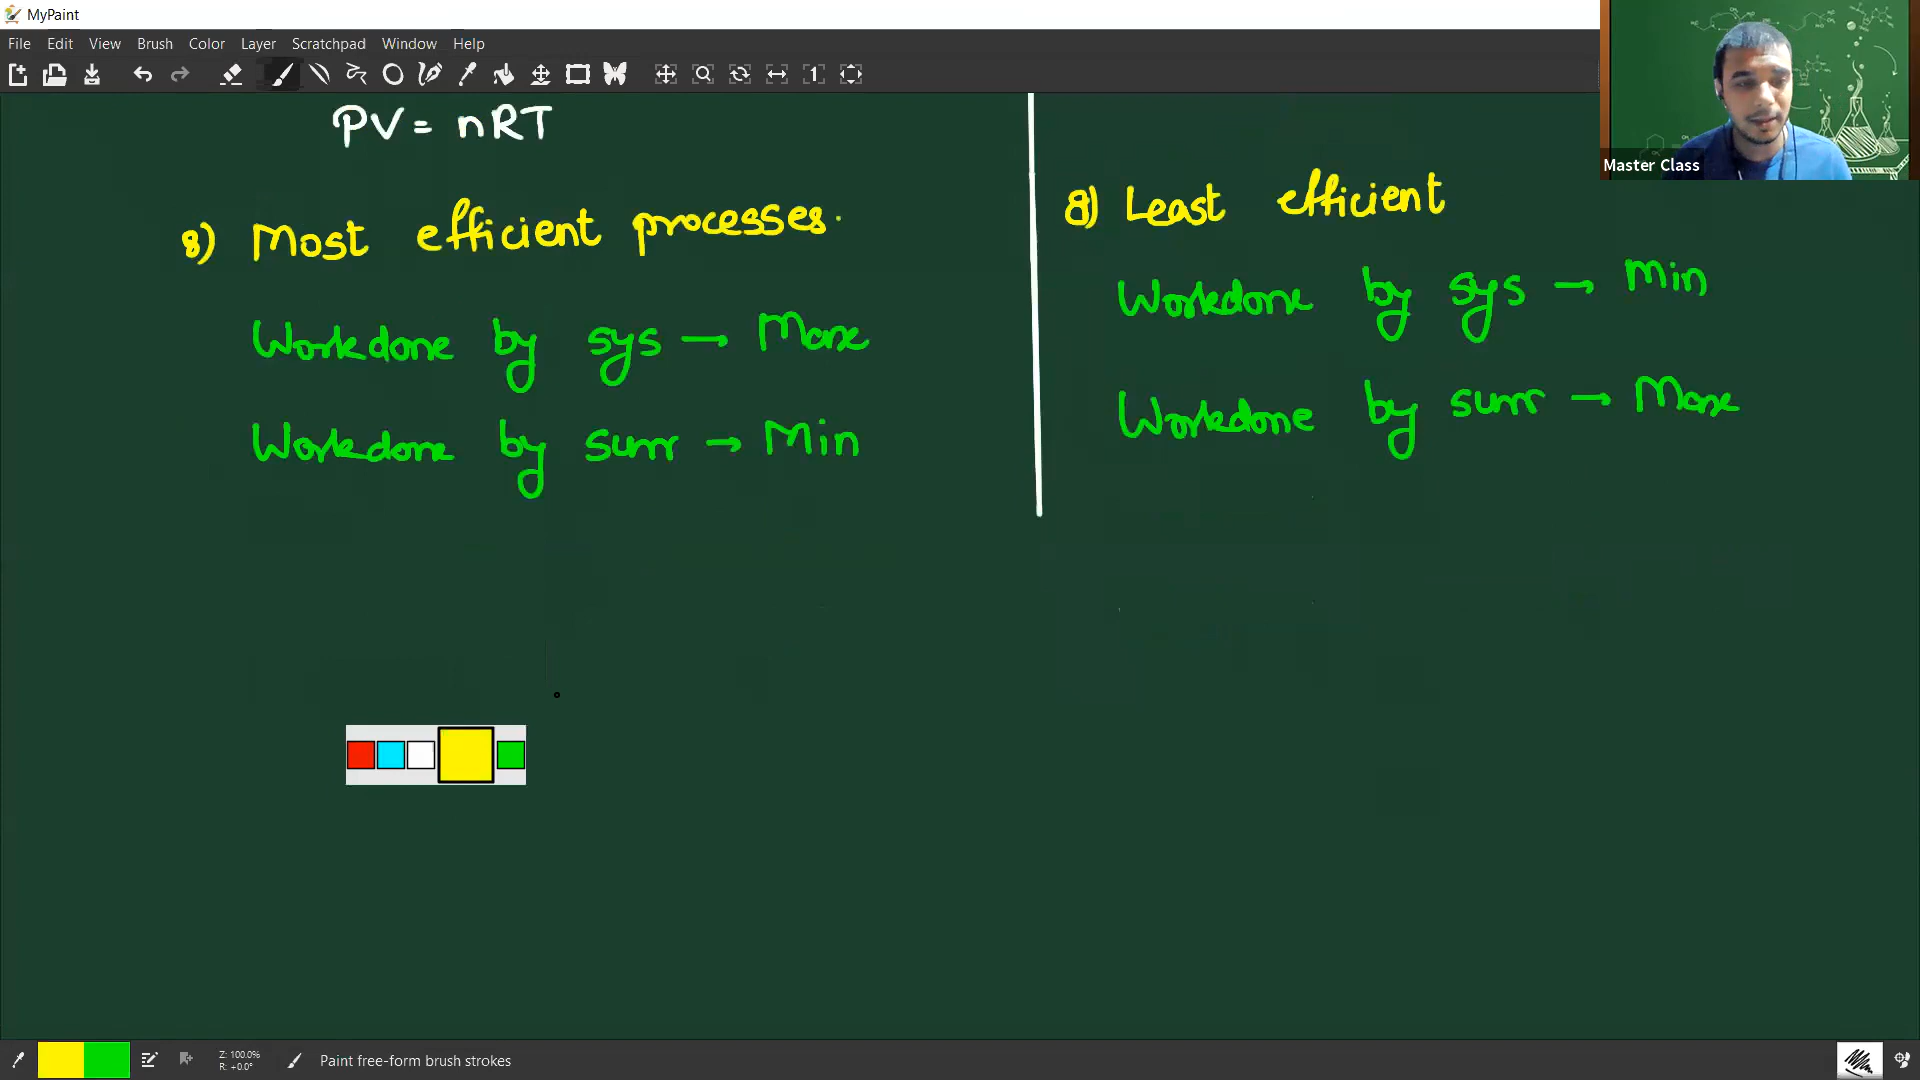 MyPaint
File Edit View Brush Color Layer Scratchpad Window Help
Master Class
PV = nRT
8) Most efficient processes.
Workdone by sys → Max
Workdone by surr → Min
8) Least efficient
Workdone by sys → Min
Workdone by surr → Max
Z: 100.0%
R: +0.0°
Paint free-form brush strokes